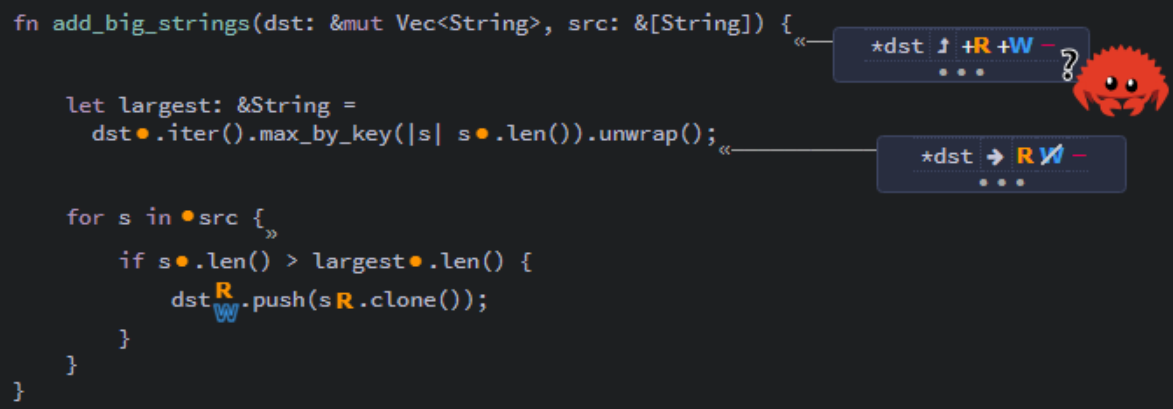 fn add_big_strings(dst: &mut Vec<String>, src: &[String]) {
*dst +R +W -
?
let largest: &String =
dst.iter().max_by_key(|s| s.len()).unwrap();
*dst → R W -
for s in src {
if s.len() > largest.len() {
dst R W .push(s R .clone());
}
}
}